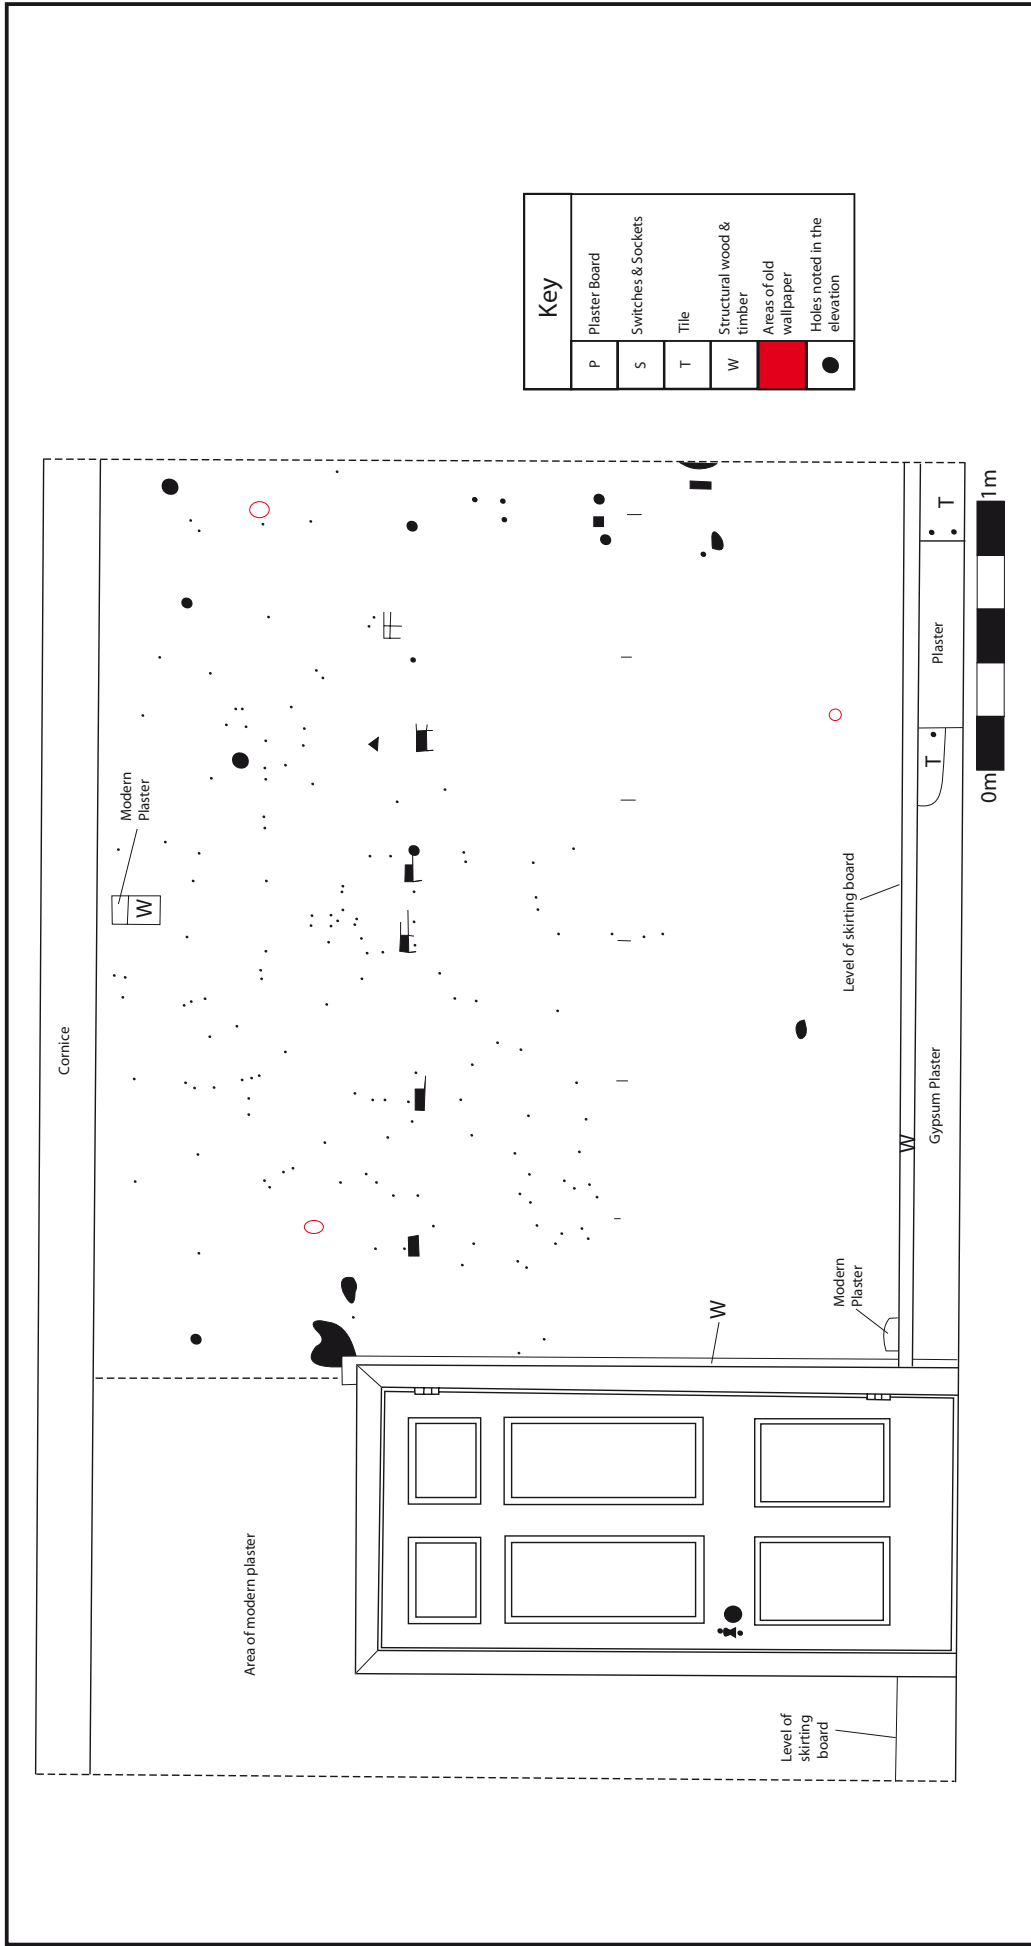 Cornice
Modern
Plaster
W
Area of modern plaster
W
Level of
skirting
board
Modern
Plaster
Level of skirting board
W
Gypsum Plaster
T
Plaster
T
0m
1m
Key
P
Plaster Board
S
Switches & Sockets
T
Tile
W
Structural wood &
timber
Areas of old
wallpaper
Holes noted in the
elevation